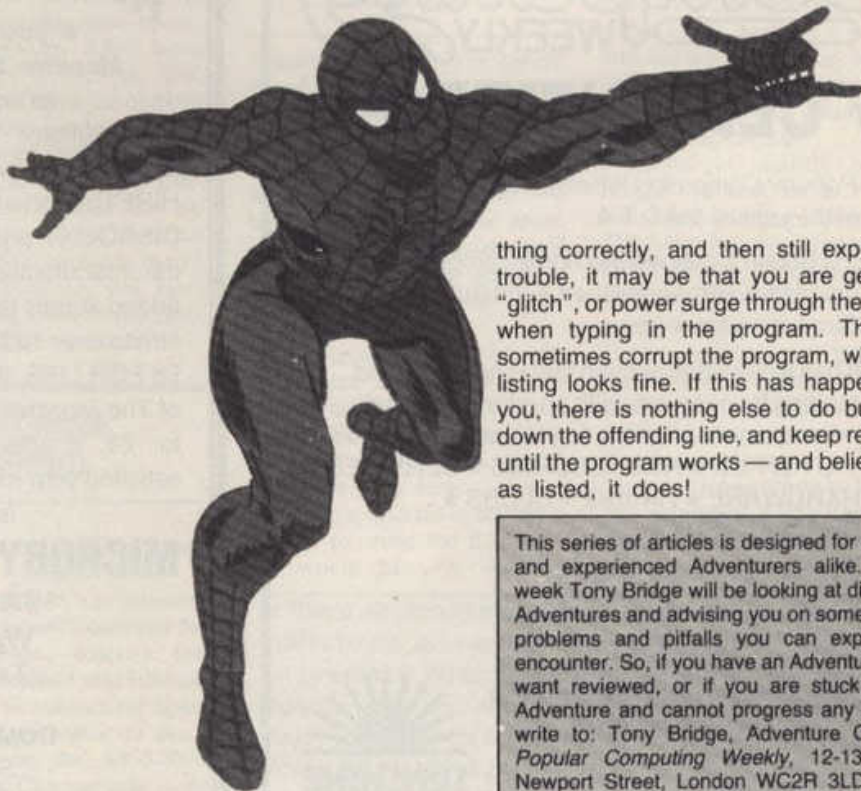 WEEKLY
thing correctly, and then still exp
trouble, it may be that you are ge
"glitch", or power surge through the
when typing in the program. Th
sometimes corrupt the program, w
listing looks fine. If this has happe
you, there is nothing else to do b
down the offending line, and keep re
until the program works — and belie
as listed, it does!
This series of articles is designed for
and experienced Adventurers alike.
week Tony Bridge will be looking at di
Adventures and advising you on some
problems and pitfalls you can exp
encounter. So, if you have an Adventu
want reviewed, or if you are stuck
Adventure and cannot progress any
write to: Tony Bridge, Adventure C
Popular Computing Weekly, 12-13
Newport Street, London WC2R 3LD